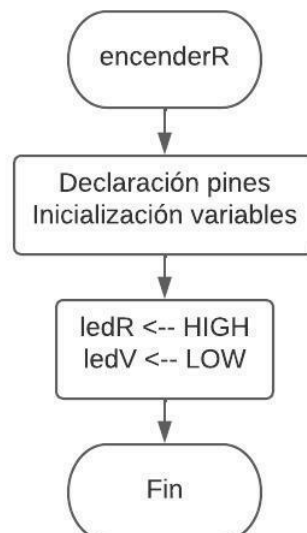 encenderR
Declaración pines
Inicialización variables
ledR <-- HIGH
ledV <-- LOW
Fin